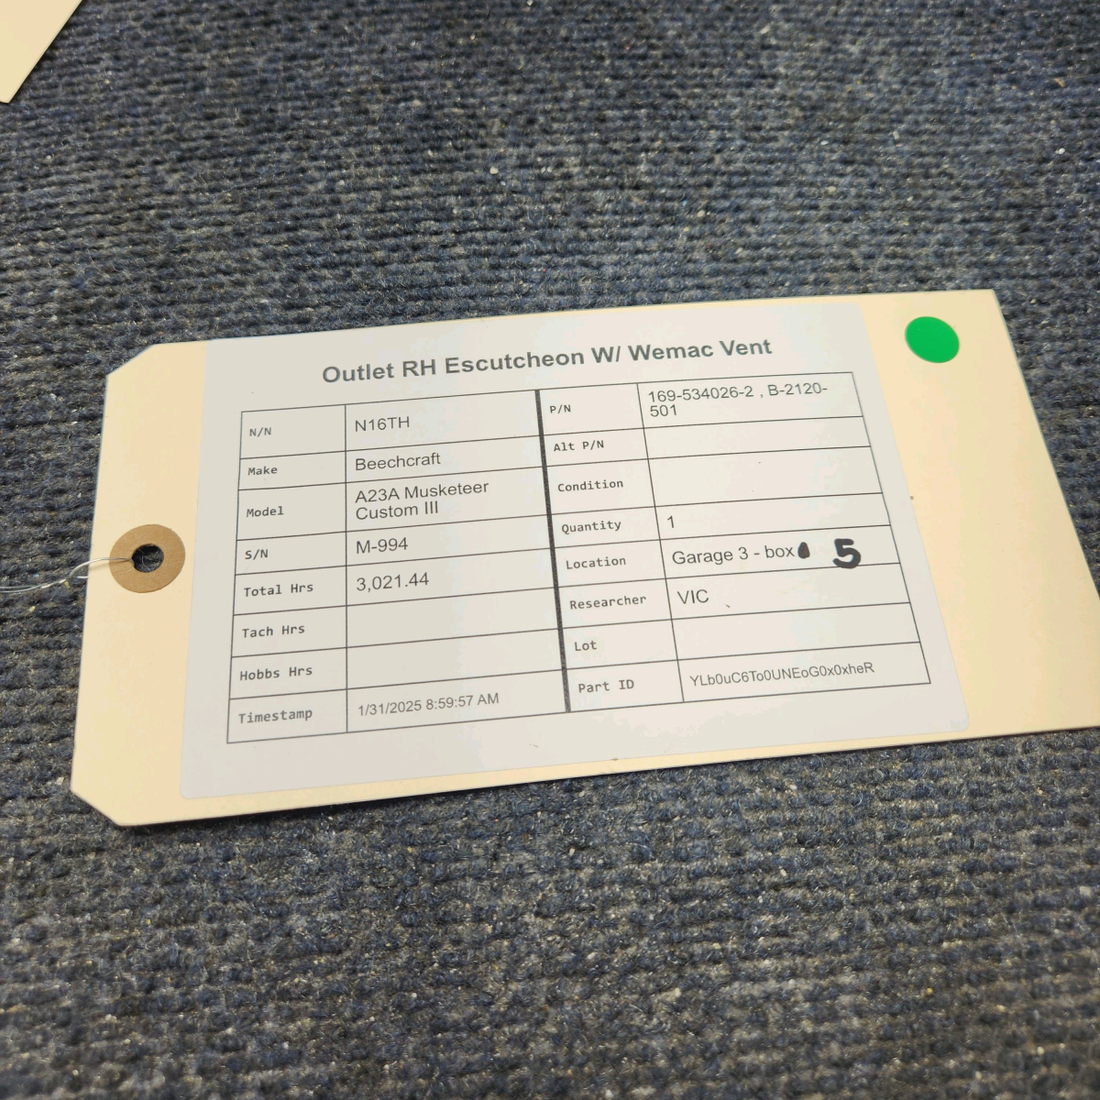 Outlet RH Escutcheon W/ Wemac Vent
N/N N16TH
Make Beechcraft
Model A23A Musketeer
Custom III
S/N M-994
Total Hrs 3,021.44
Tach Hrs
Hobbs Hrs
Timestamp 1/31/2025 8:59:57 AM
P/N 169-534026-2 , B-2120-
501
Alt P/N
Condition
Quantity 1
Location Garage 3 - box 5
Researcher VIC
Lot
Part ID YLb0uC6To0UNEoG0x0xheR